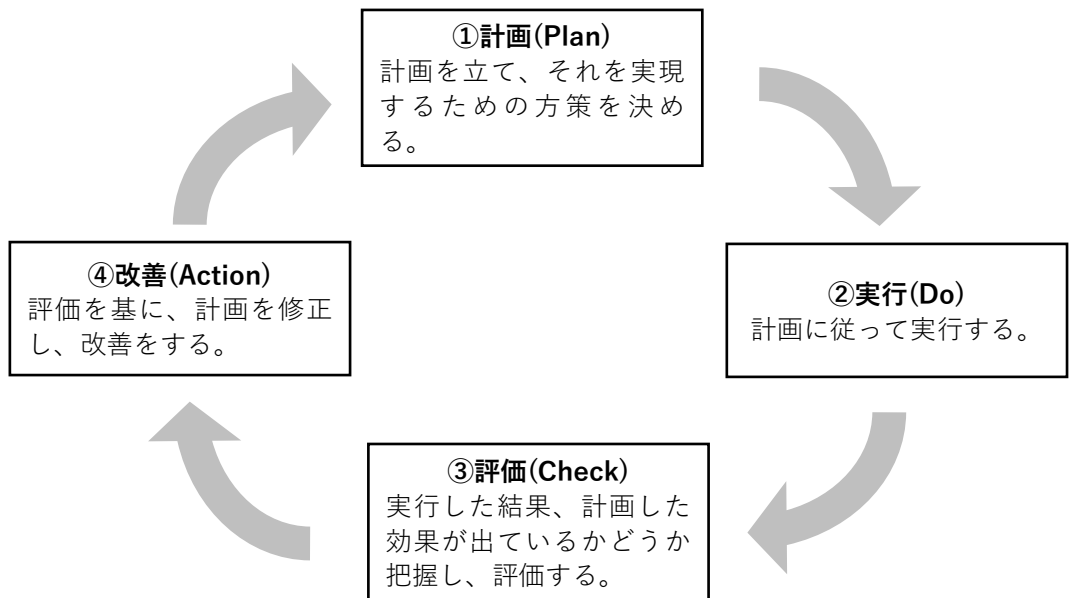 ①計画(Plan)
計画を立て、それを実現
するための方策を決め
る。
②実行(Do)
計画に従って実行する。
③評価(Check)
実行した結果、計画した
効果が出ているかどうか
把握し、評価する。
④改善(Action)
評価を基に、計画を修正
し、改善をする。